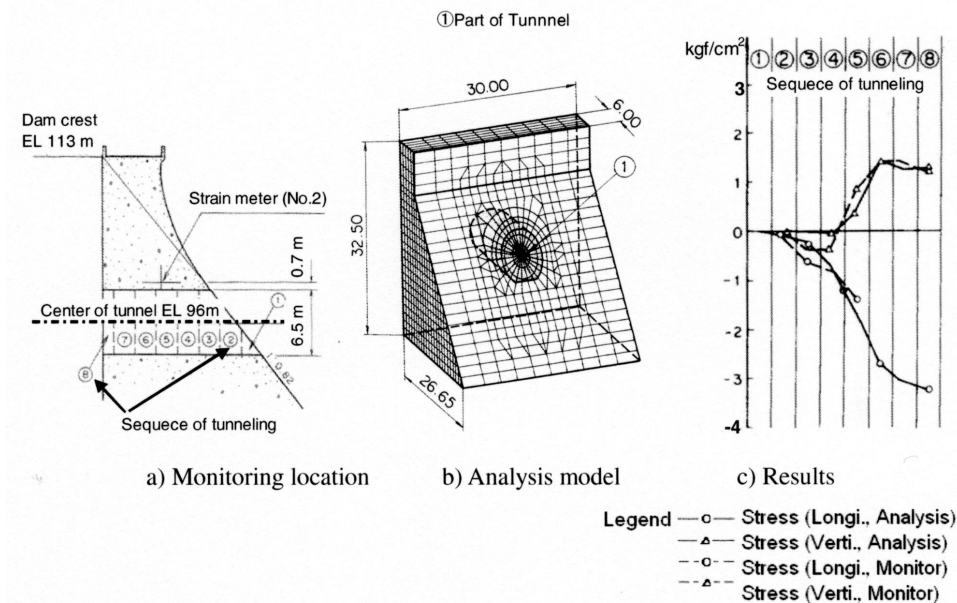 ①Part of Tunnnel
Dam crest
EL 113 m
Strain meter (No.2)
0.7 m
Center of tunnel EL 96m
6.5 m
①
⑦ ⑥ ⑤ ④ ③ ②
⑧
0.82
Sequece of tunneling
a) Monitoring location
30.00
6.00
①
32.50
26.65
b) Analysis model
kgf/cm²
① ② ③ ④ ⑤ ⑥ ⑦ ⑧
Sequece of tunneling
3
2
1
0
-1
-2
-3
-4
c) Results
Legend
Stress (Longi., Analysis)
Stress (Verti., Analysis)
Stress (Longi., Monitor)
Stress (Verti., Monitor)